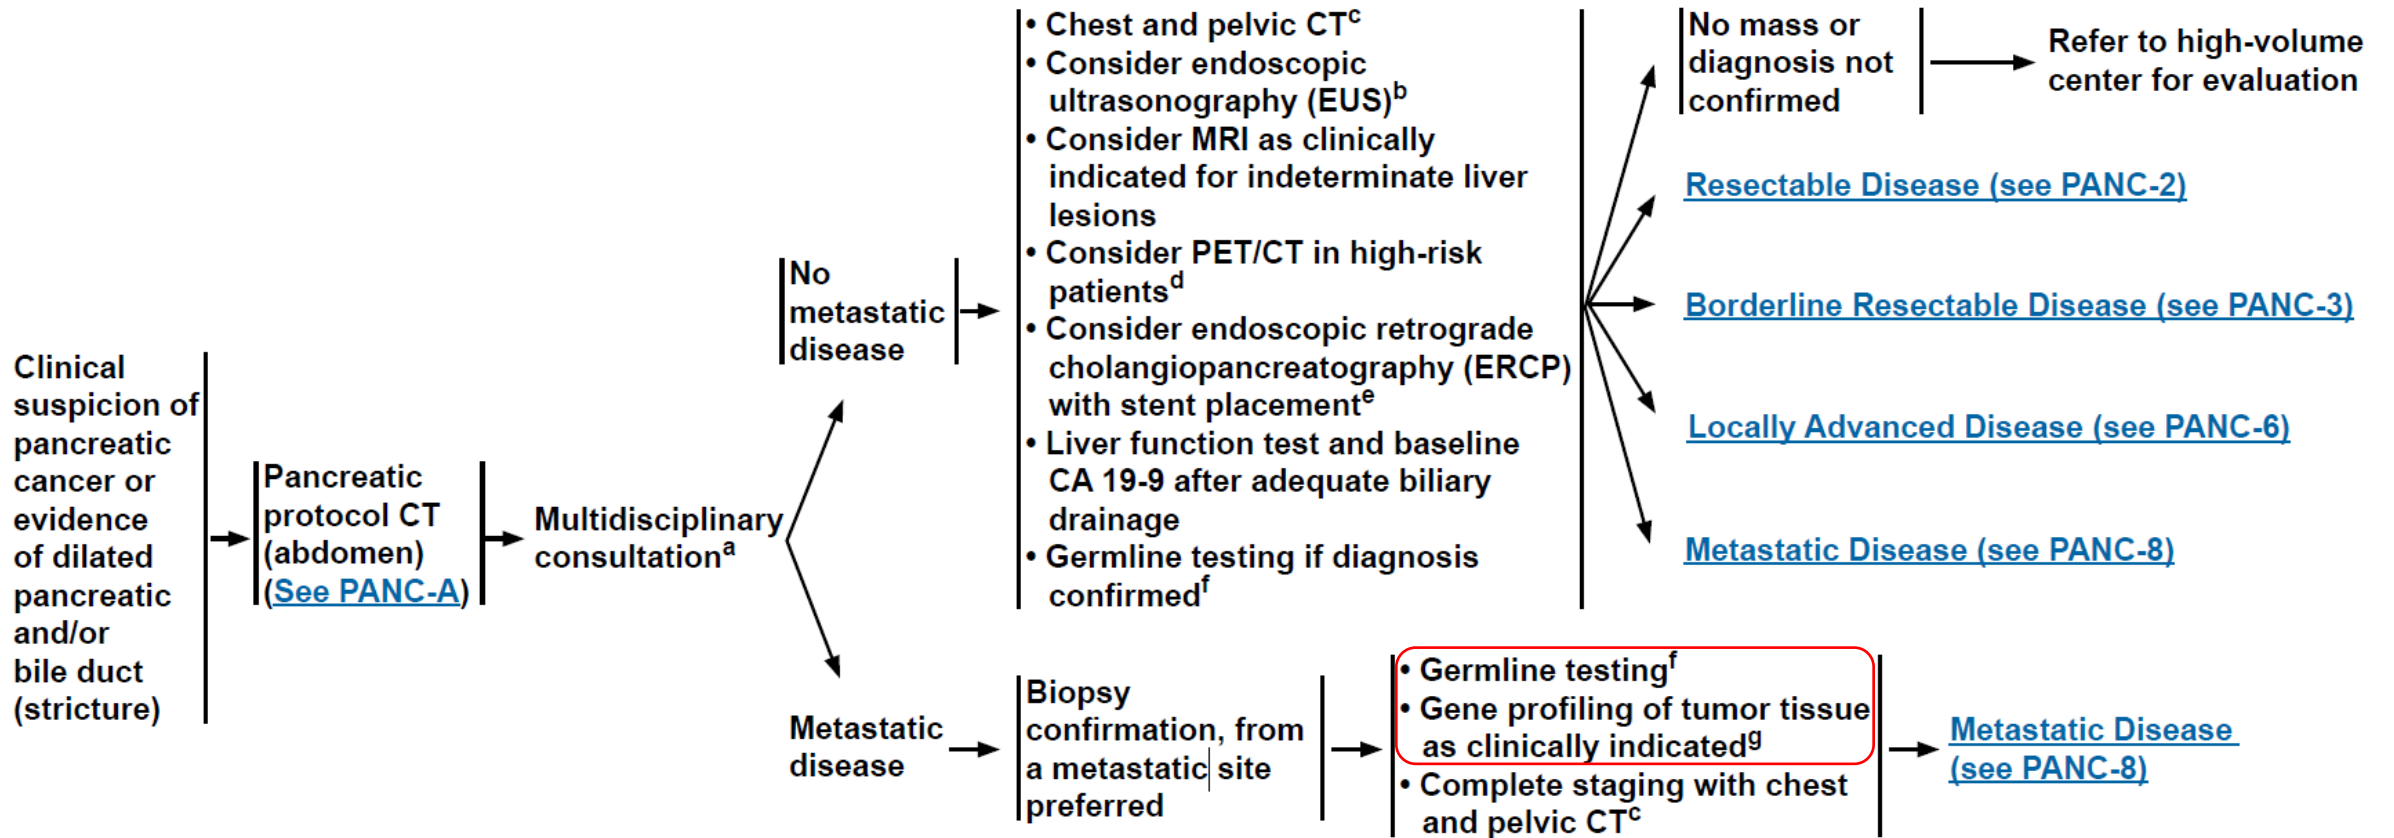 Clinical
suspicion of
pancreatic
cancer or
evidence
of dilated
pancreatic
and/or
bile duct
(stricture)
Pancreatic
protocol CT
(abdomen)
(See PANC-A)
Multidisciplinary
consultationa
No
metastatic
disease
• Chest and pelvic CTc
• Consider endoscopic
ultrasonography (EUS)b
• Consider MRI as clinically
indicated for indeterminate liver
lesions
• Consider PET/CT in high-risk
patientsd
• Consider endoscopic retrograde
cholangiopancreatography (ERCP)
with stent placemente
• Liver function test and baseline
CA 19-9 after adequate biliary
drainage
• Germline testing if diagnosis
confirmedf
No mass or
diagnosis not
confirmed
Refer to high-volume
center for evaluation
Resectable Disease (see PANC-2)
Borderline Resectable Disease (see PANC-3)
Locally Advanced Disease (see PANC-6)
Metastatic Disease (see PANC-8)
Metastatic
disease
Biopsy
confirmation, from
a metastatic site
preferred
• Germline testingf
• Gene profiling of tumor tissue
as clinically indicatedg
• Complete staging with chest
and pelvic CTc
Metastatic Disease
(see PANC-8)